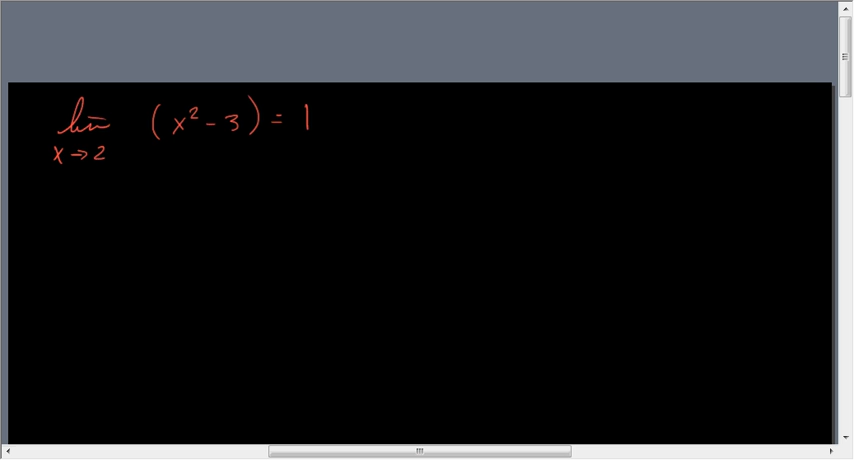 lim (x² - 3) = 1
x → 2